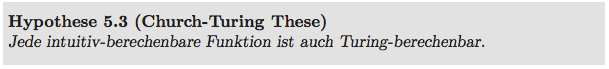 Hypothese 5.3 (Church-Turing These)
Jede intuitiv-berechenbare Funktion ist auch Turing-berechenbar.